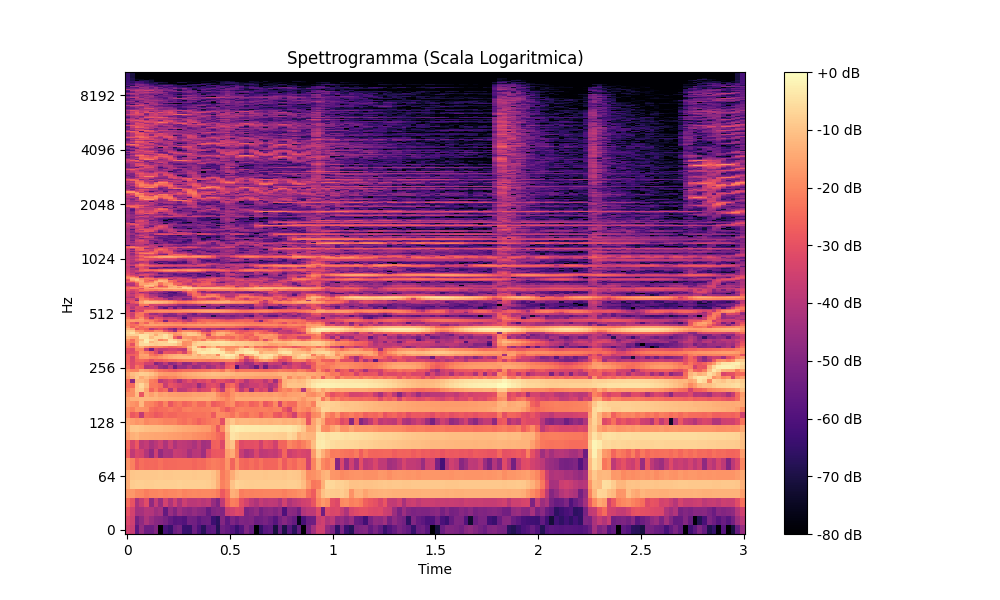 Spettrogramma (Scala Logaritmica)
Hz
8192
4096
2048
1024
512
256
128
64
0
0
0.5
1
1.5
2
2.5
3
Time
+0 dB
-10 dB
-20 dB
-30 dB
-40 dB
-50 dB
-60 dB
-70 dB
-80 dB